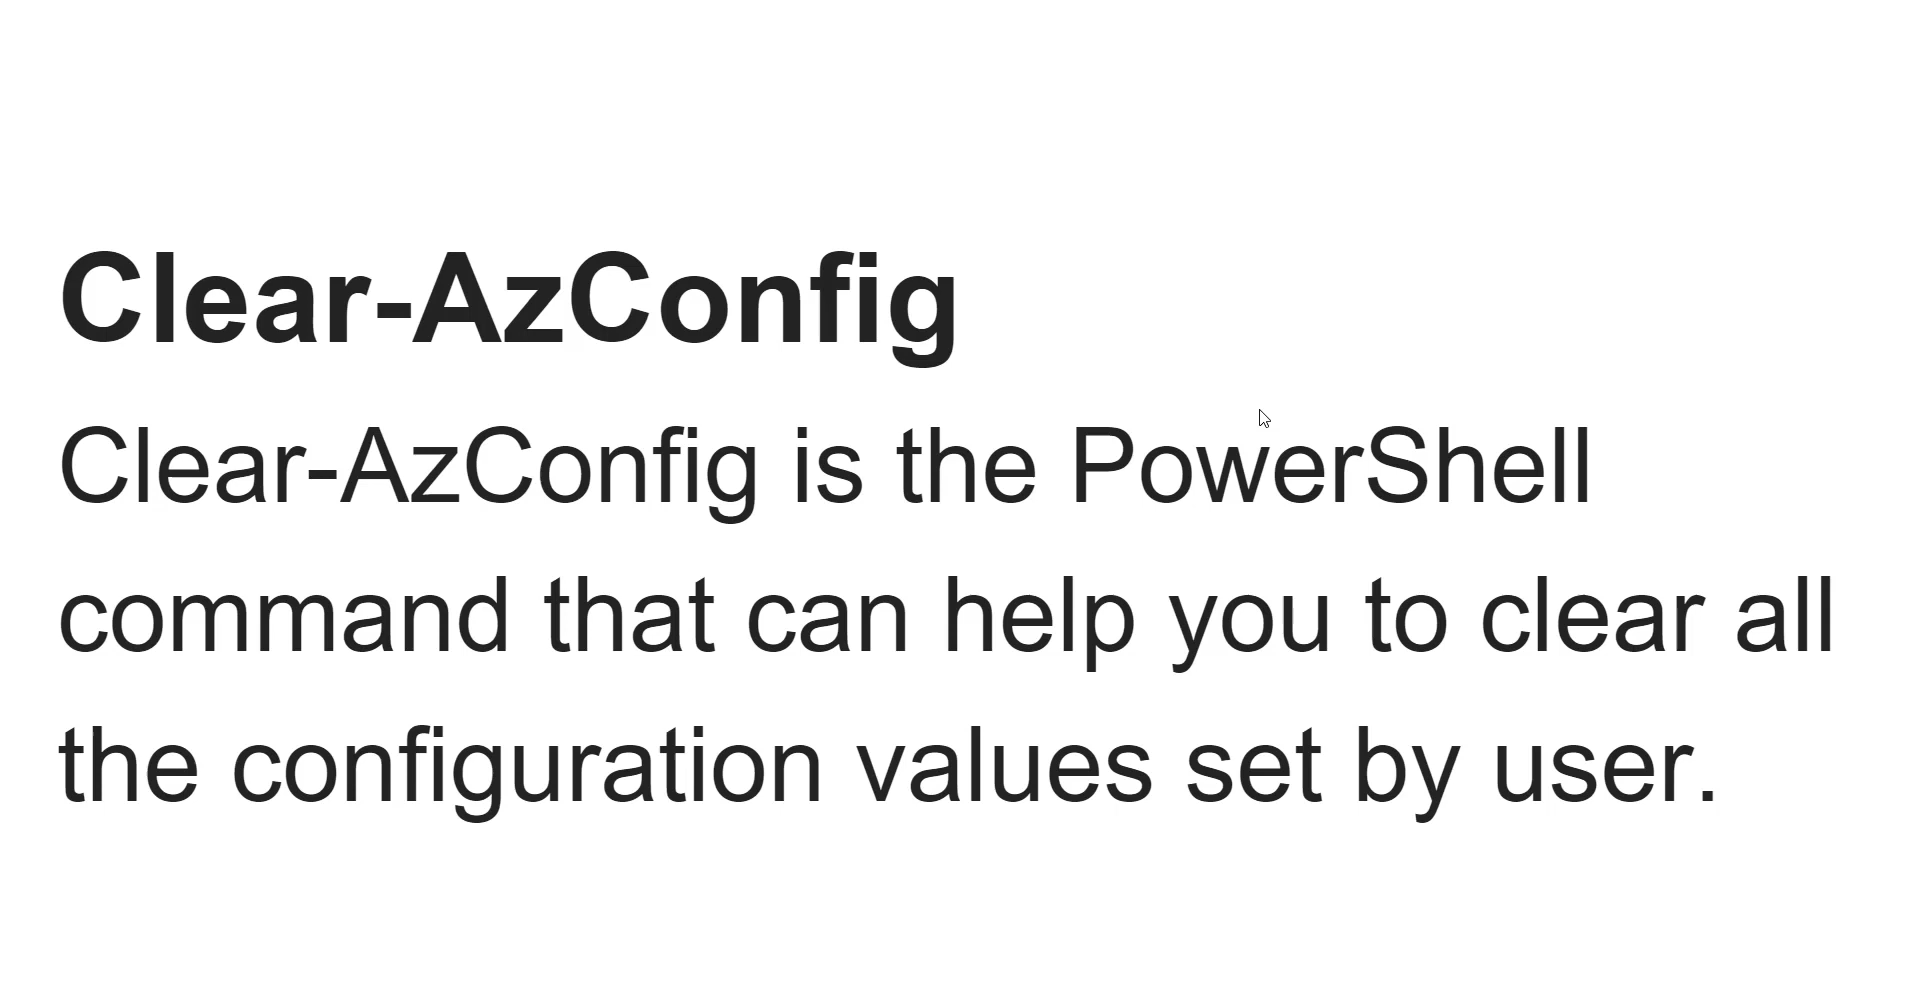 Clear-AzConfig
Clear-AzConfig is the PowerShell
command that can help you to clear all
the configuration values set by user.